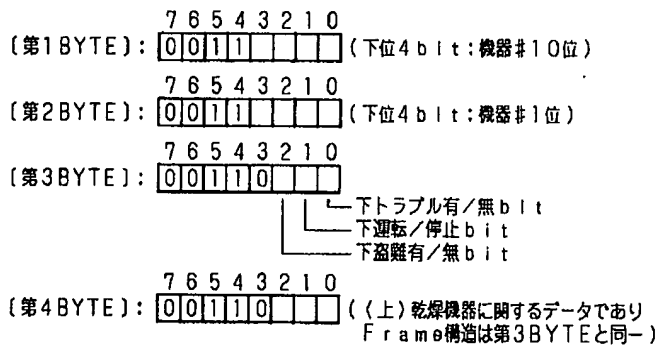 7 6 5 4 3 2 1 0
〔第1BYTE〕: 0 0 1 1 (下位4bit:機器#10位)
7 6 5 4 3 2 1 0
〔第2BYTE〕: 0 0 1 1 (下位4bit:機器#1位)
7 6 5 4 3 2 1 0
〔第3BYTE〕: 0 0 1 1 0
下トラブル有/無bit
下運転/停止bit
下盗難有/無bit
7 6 5 4 3 2 1 0
〔第4BYTE〕: 0 0 1 1 0 ((上)乾燥機器に関するデータであり
Frame構造は第3BYTEと同一)